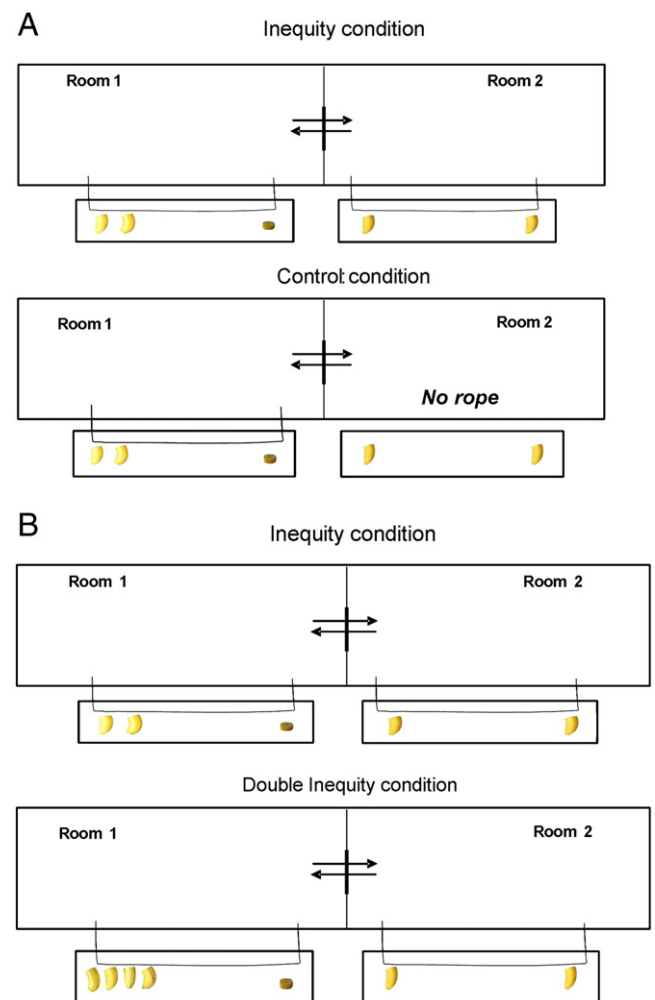 A
Inequity condition
Room 1
Room 2
Control condition
Room 1
Room 2
No rope
B
Inequity condition
Room 1
Room 2
Double Inequity condition
Room 1
Room 2